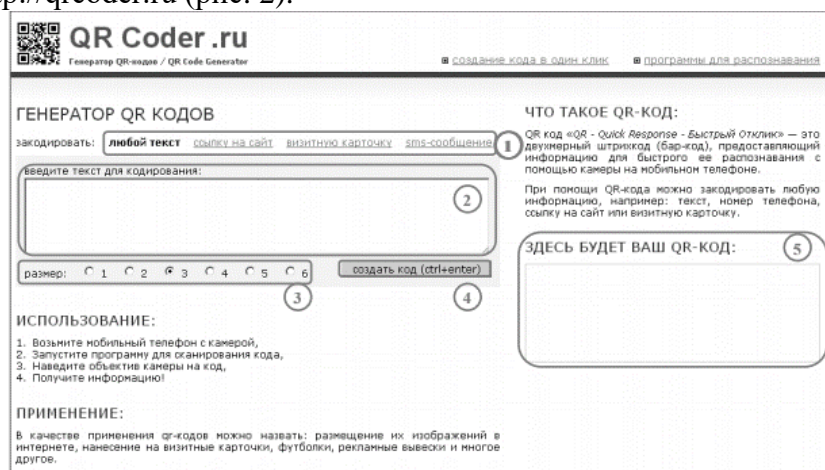 p://qrcoder.ru (рис. 2).
QR Coder .ru
Генератор QR-кодов / QR Code Generator
создание кода в один клик программы для распознавания
ГЕНЕРАТОР QR КОДОВ
закодировать: любой текст ссылку на сайт визитную карточку sms-сообщение 1
введите текст для кодирования:
2
размер: 1 2 3 4 5 6 создать код (ctrl+enter)
3 4
ИСПОЛЬЗОВАНИЕ:
1. Возьмите мобильный телефон с камерой,
2. Запустите программу для сканирования кода,
3. Наведите объектив камеры на код,
4. Получите информацию!
ПРИМЕНЕНИЕ:
В качестве применения qr-кодов можно назвать: размещение их изображений в
интернете, нанесение на визитные карточки, футболки, рекламные вывески и многое
другое.
ЧТО ТАКОЕ QR-КОД:
QR код «QR - Quick Response - Быстрый Отклик» — это
двухмерный штрихкод (бар-код), предоставляющий
информацию для быстрого ее распознавания с
помощью камеры на мобильном телефоне.
При помощи QR-кода можно закодировать любую
информацию, например: текст, номер телефона,
ссылку на сайт или визитную карточку.
ЗДЕСЬ БУДЕТ ВАШ QR-КОД: 5